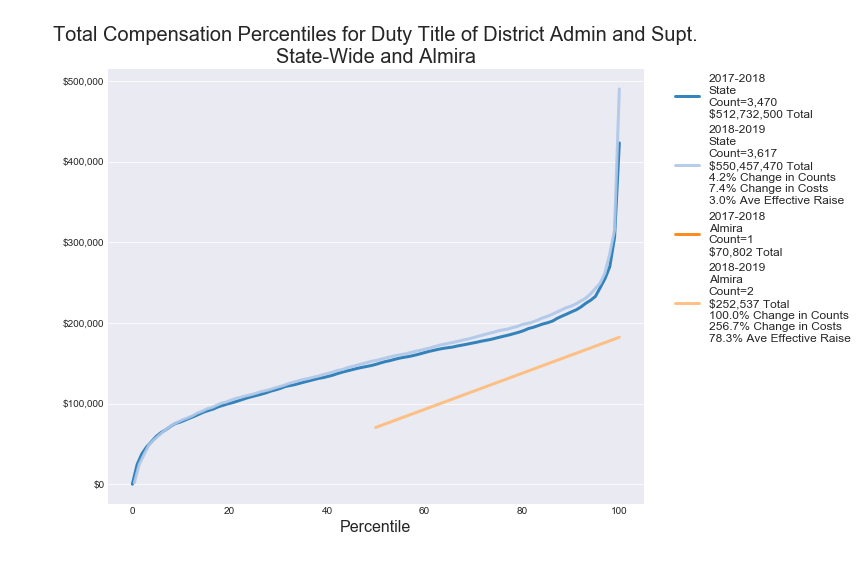 Total Compensation Percentiles for Duty Title of District Admin and Supt.
State-Wide and Almira
$500,000
$400,000
$300,000
$200,000
$100,000
$0
0
20
40
60
80
100
Percentile
2017-2018
State
Count=3,470
$512,732,500 Total
2018-2019
State
Count=3,617
$550,457,470 Total
4.2% Change in Counts
7.4% Change in Costs
3.0% Ave Effective Raise
2017-2018
Almira
Count=1
$70,802 Total
2018-2019
Almira
Count=2
$252,537 Total
100.0% Change in Counts
256.7% Change in Costs
78.3% Ave Effective Raise